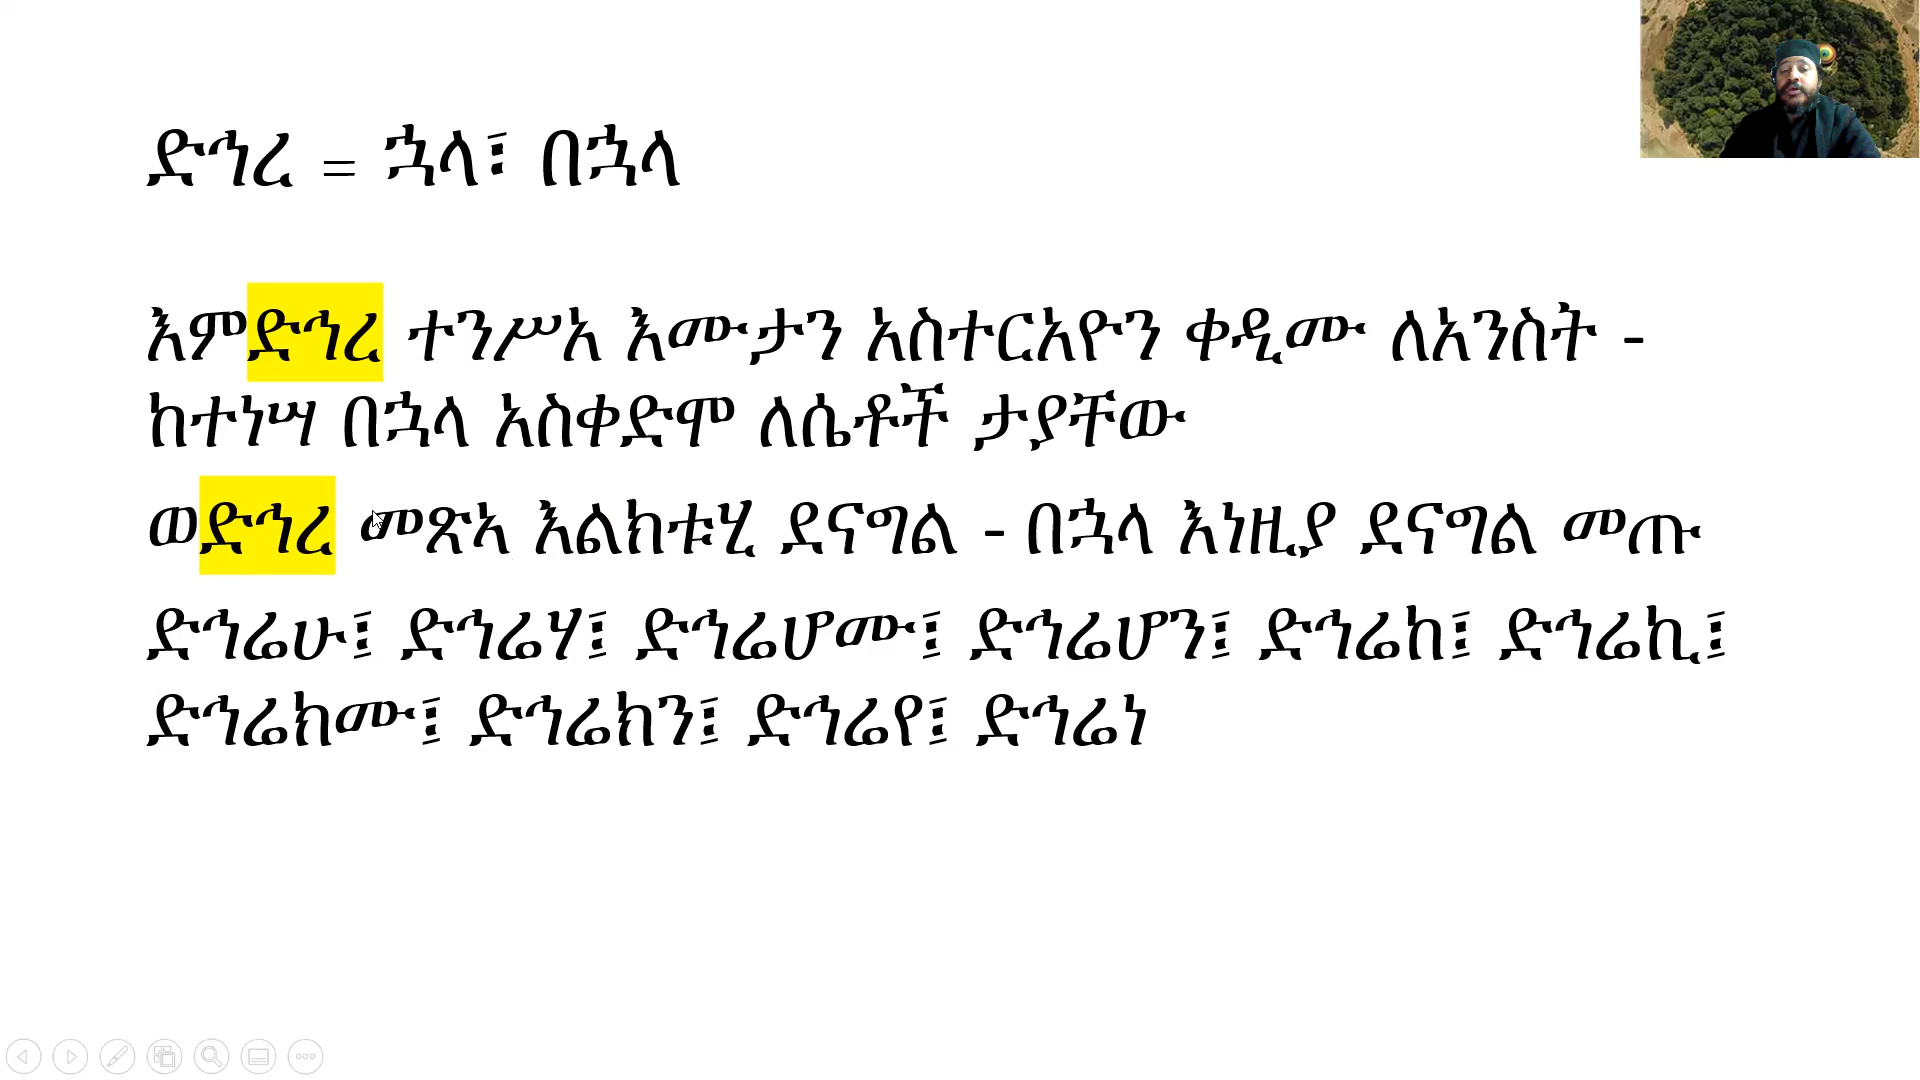 ድኅረ = ኋላ፣ በኋላ
እምድኅረ ተንሥአ እሙታን አስተርአዮን ቀዲሙ ለአንስት -
ከተነሣ በኋላ አስቀድሞ ለሴቶች ታያቸው
ወድኅረ መጽኣ እልክቱሂ ደናግል - በኋላ እነዚያ ደናግል መጡ
ድኅሬሁ፤ ድኅሬሃ፤ ድኅሬሆሙ፤ ድኅሬሆን፤ ድኅሬከ፤ ድኅሬኪ፤
ድኅሬክሙ፤ ድኅሬክን፤ ድኅሬየ፤ ድኅሬነ